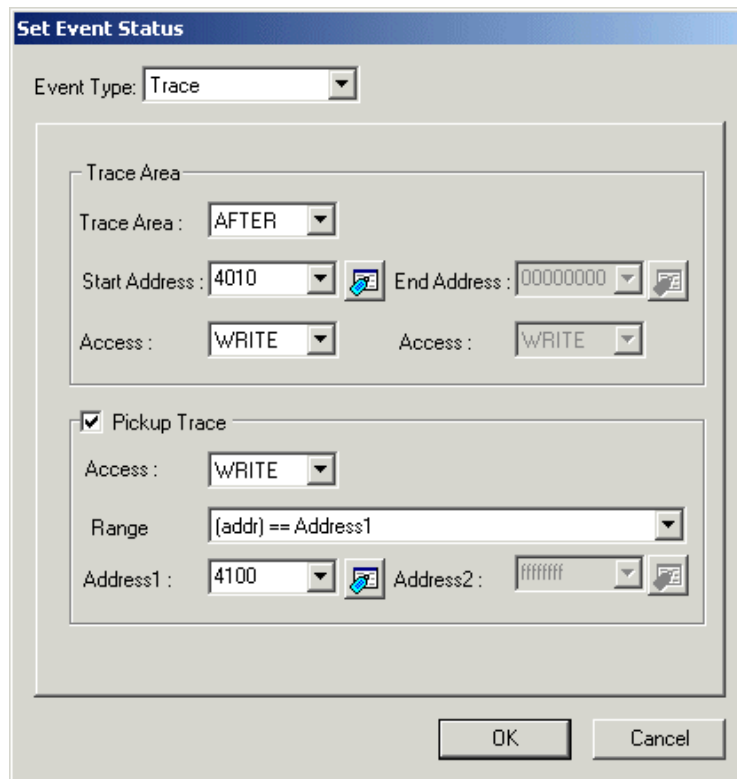 Set Event Status
Event Type: Trace
Trace Area
Trace Area : AFTER
Start Address : 4010 End Address : 00000000
Access : WRITE Access : WRITE
Pickup Trace
Access : WRITE
Range (addr) == Address1
Address1 : 4100 Address2 : ffffffff
OK Cancel